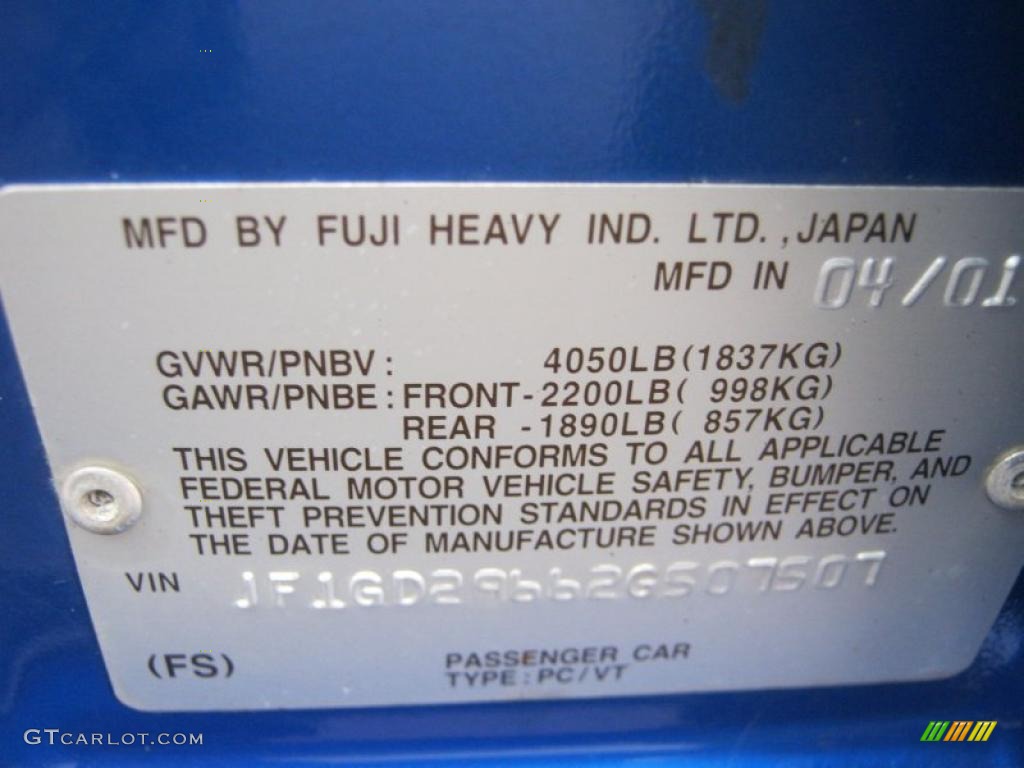 MFD BY FUJI HEAVY IND. LTD., JAPAN
MFD IN 04/01
GVWR/PNBV: 4050LB(1837KG)
GAWR/PNBE: FRONT-2200LB( 998KG)
REAR -1890LB( 857KG)
THIS VEHICLE CONFORMS TO ALL APPLICABLE
FEDERAL MOTOR VEHICLE SAFETY, BUMPER, AND
THEFT PREVENTION STANDARDS IN EFFECT ON
THE DATE OF MANUFACTURE SHOWN ABOVE.
VIN JF1GD29662G507507
(FS) PASSENGER CAR
TYPE: PC/VT
GTCARLOT.COM